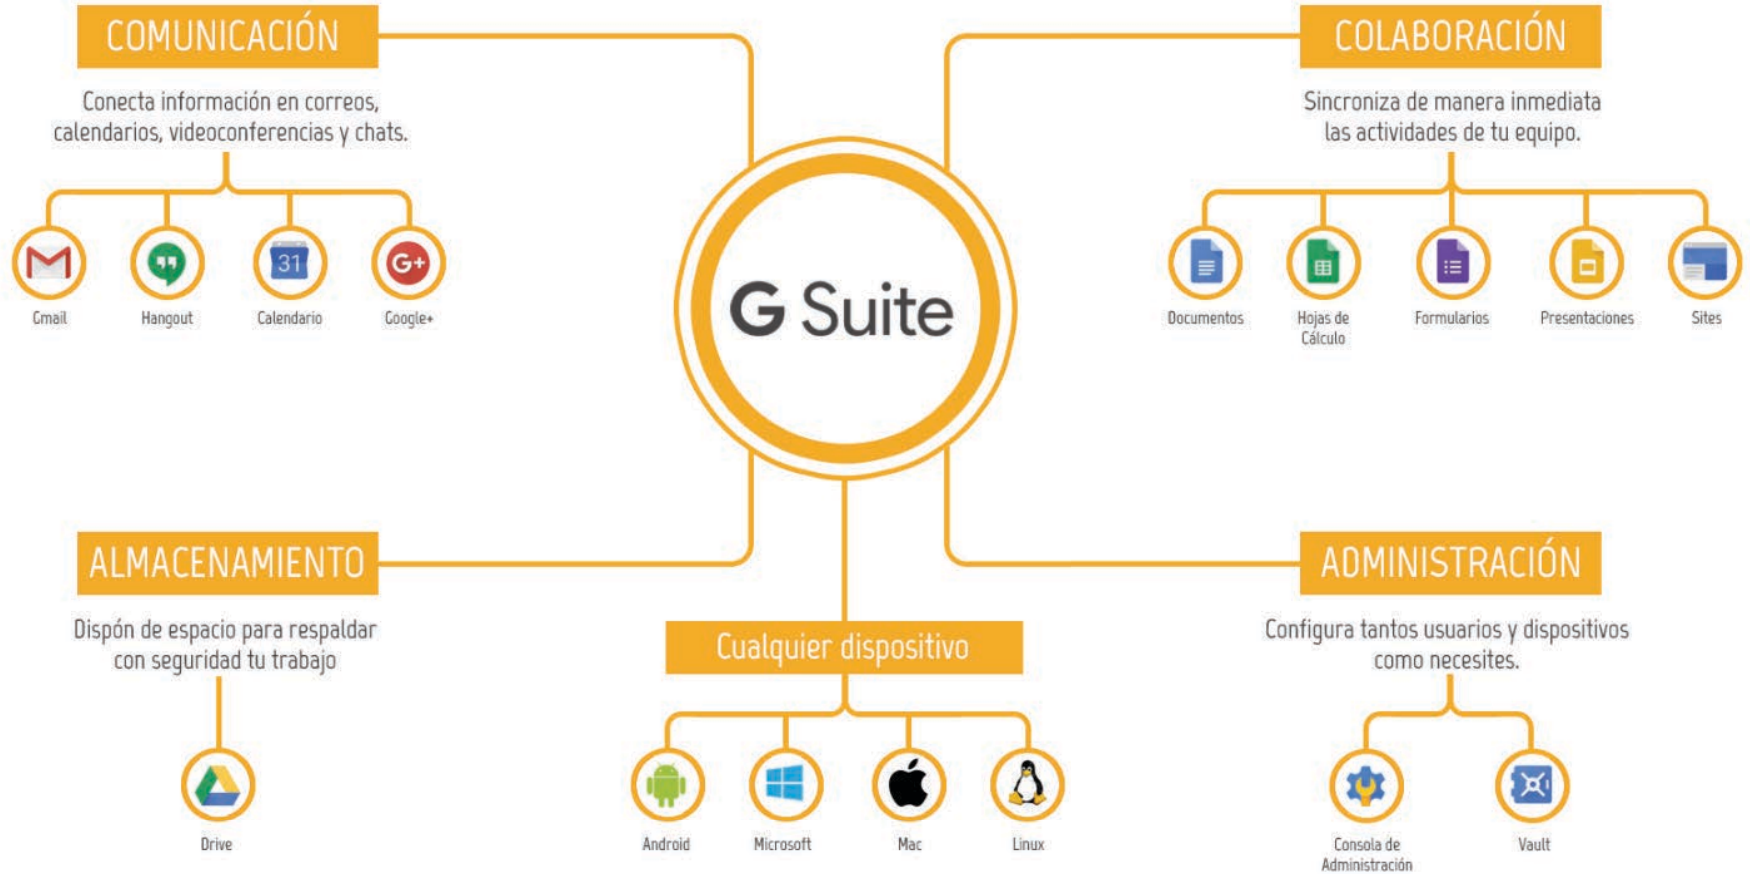 COMUNICACIÓN
Conecta información en correos,
calendarios, videoconferencias y chats.
Gmail
Hangout
31
Calendario
G+
Google+
COLABORACIÓN
Sincroniza de manera inmediata
las actividades de tu equipo.
Documentos
Hojas de
Cálculo
Formularios
Presentaciones
Sites
G Suite
ALMACENAMIENTO
Dispón de espacio para respaldar
con seguridad tu trabajo
Drive
Cualquier dispositivo
Android
Microsoft
Mac
Linux
ADMINISTRACIÓN
Configura tantos usuarios y dispositivos
como necesites.
Consola de
Administración
Vault